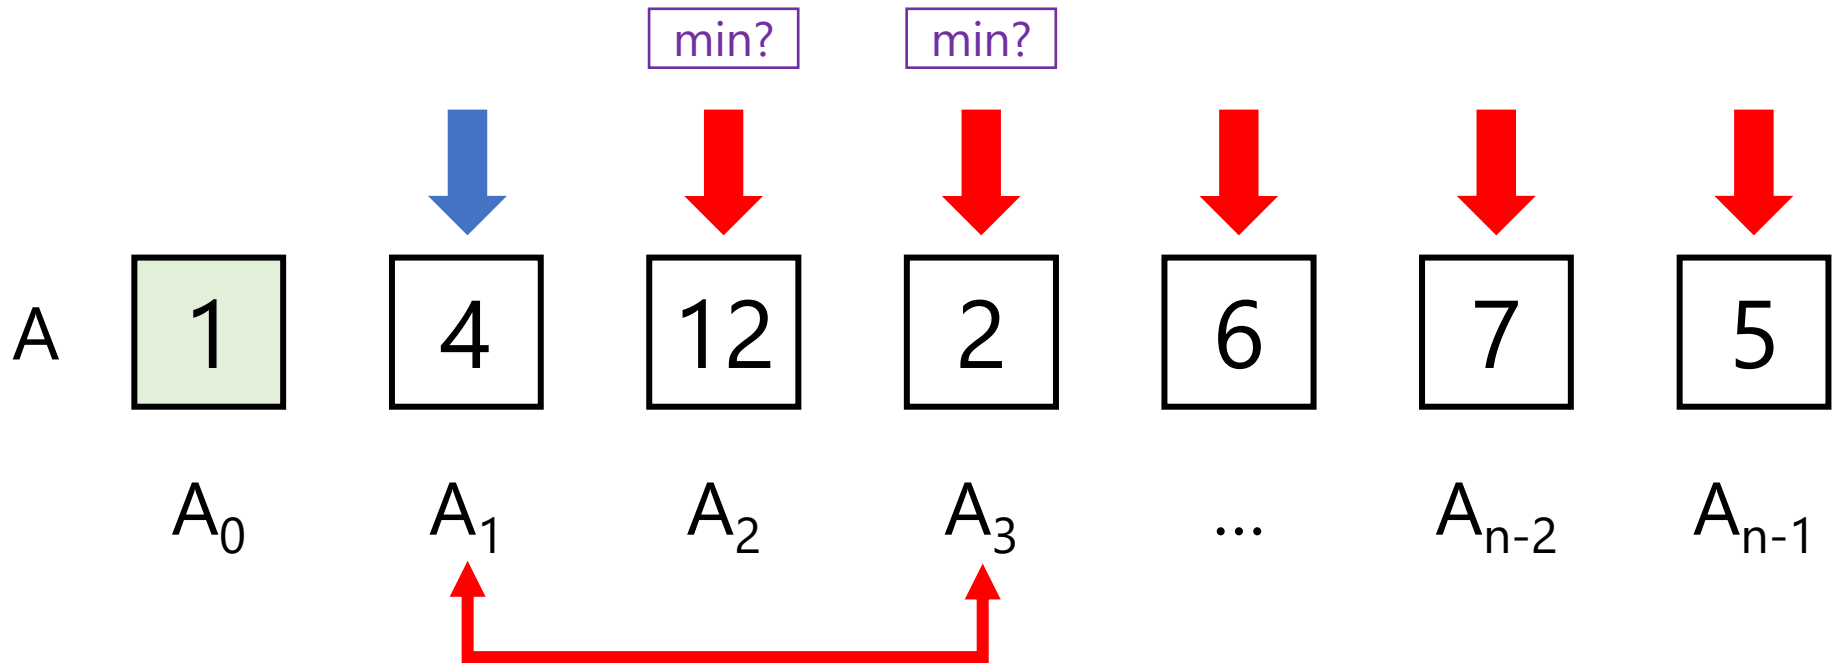 min? min?
A 1 4 12 2 6 7 5
A₀ A₁ A₂ A₃ ... Aₙ₋₂ Aₙ₋₁